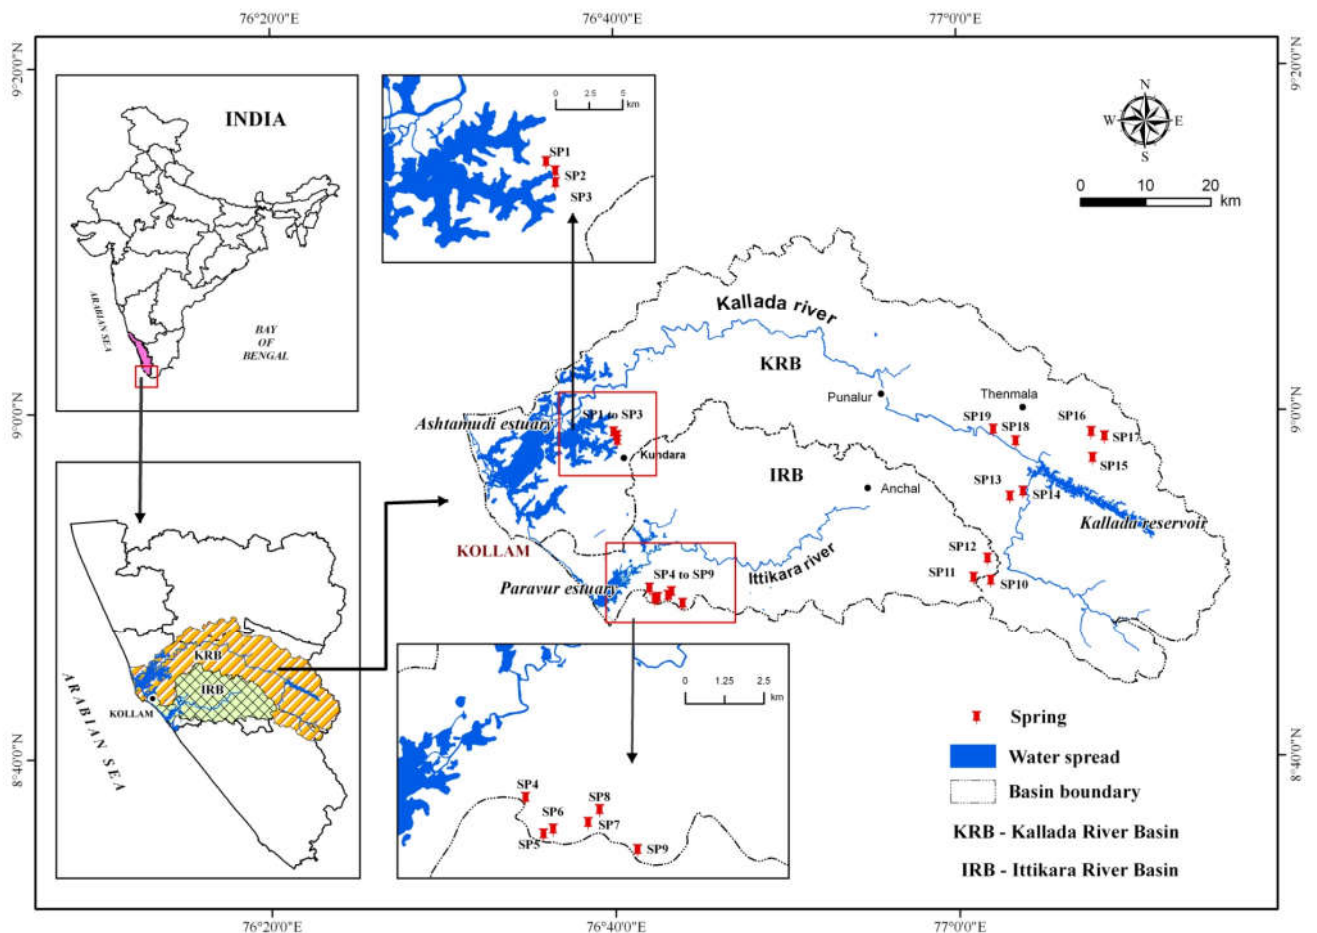 76°20'0"E
76°40'0"E
77°0'0"E
9°20'0"N
9°20'0"N
INDIA
ARABIAN SEA
BAY
OF
BENGAL
0 2.5 5
km
SP1
SP2
SP3
N
W E
S
0 10 20
km
Kallada river
KRB
Punalur
Thenmala
9°0'0"N
9°0'0"N
SP1 to SP3
Ashtamudi estuary
Kundara
SP19
SP18
SP16
SP17
SP15
IRB
Anchal
SP13
SP14
Kallada reservoir
KOLLAM
SP12
SP11
SP10
Ittikara river
SP4 to SP9
Paravur estuary
KRB
IRB
KOLLAM
ARABIAN SEA
0 1.25 2.5
km
SP4
SP8
SP6
SP7
SP5
SP9
Spring
Water spread
Basin boundary
KRB - Kallada River Basin
IRB - Ittikara River Basin
8°40'0"N
8°40'0"N
76°20'0"E
76°40'0"E
77°0'0"E